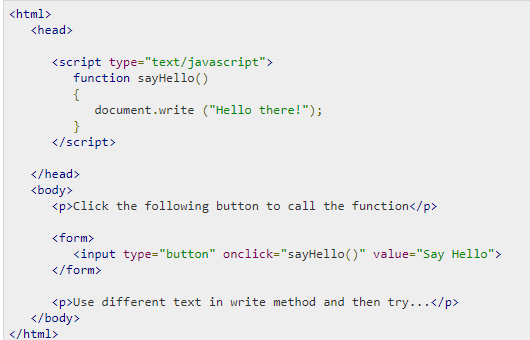 <html>
<head>
<script type="text/javascript">
function sayHello()
{
document.write ("Hello there!");
}
</script>
</head>
<body>
<p>Click the following button to call the function</p>
<form>
<input type="button" onclick="sayHello()" value="Say Hello">
</form>
<p>Use different text in write method and then try...</p>
</body>
</html>